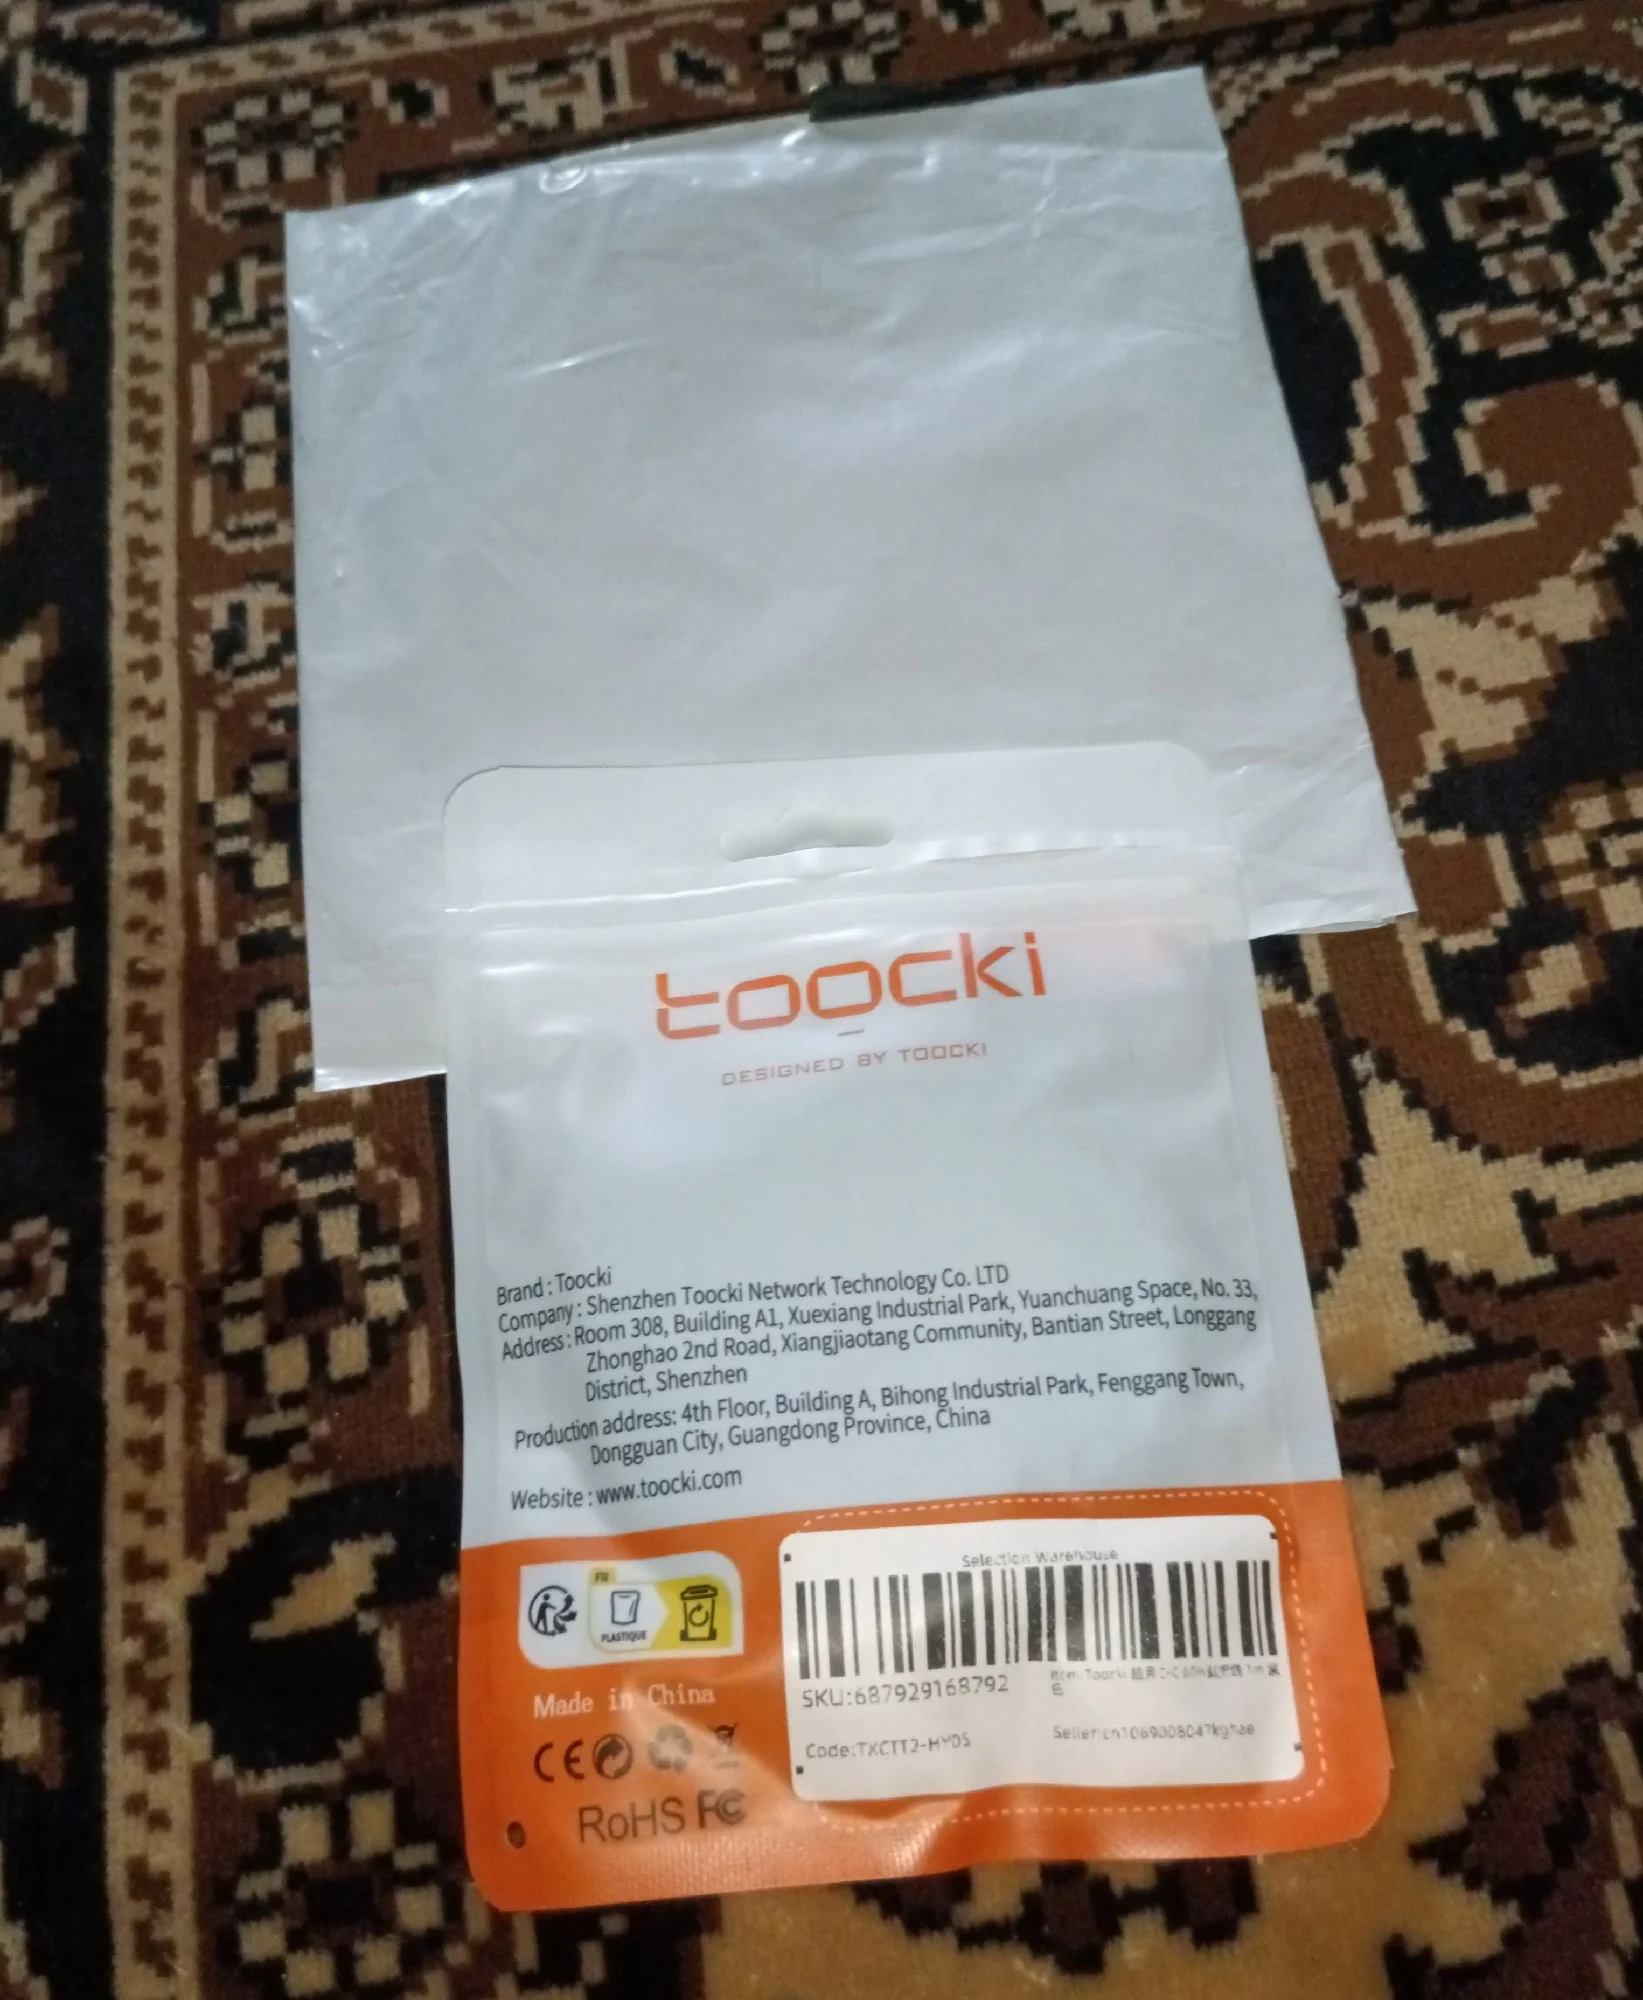 toocki
DESIGNED BY TOOCKI
Brand : Toocki
Company : Shenzhen Toocki Network Technology Co. LTD
Address : Room 308, Building A1, Xuexiang Industrial Park, Yuanchuang Space, No. 33,
Zhonghao 2nd Road, Xiangjiaotang Community, Bantian Street, Longgang
District, Shenzhen
Production address: 4th Floor, Building A, Bihong Industrial Park, Fenggang Town,
Dongguan City, Guangdong Province, China
Website : www.toocki.com
FR
PLASTIQUE
Made in China
CE
RoHS FC
Selection Warehouse
SKU:687929168792
Toocki
色
Code:TXCTT2-HY0S